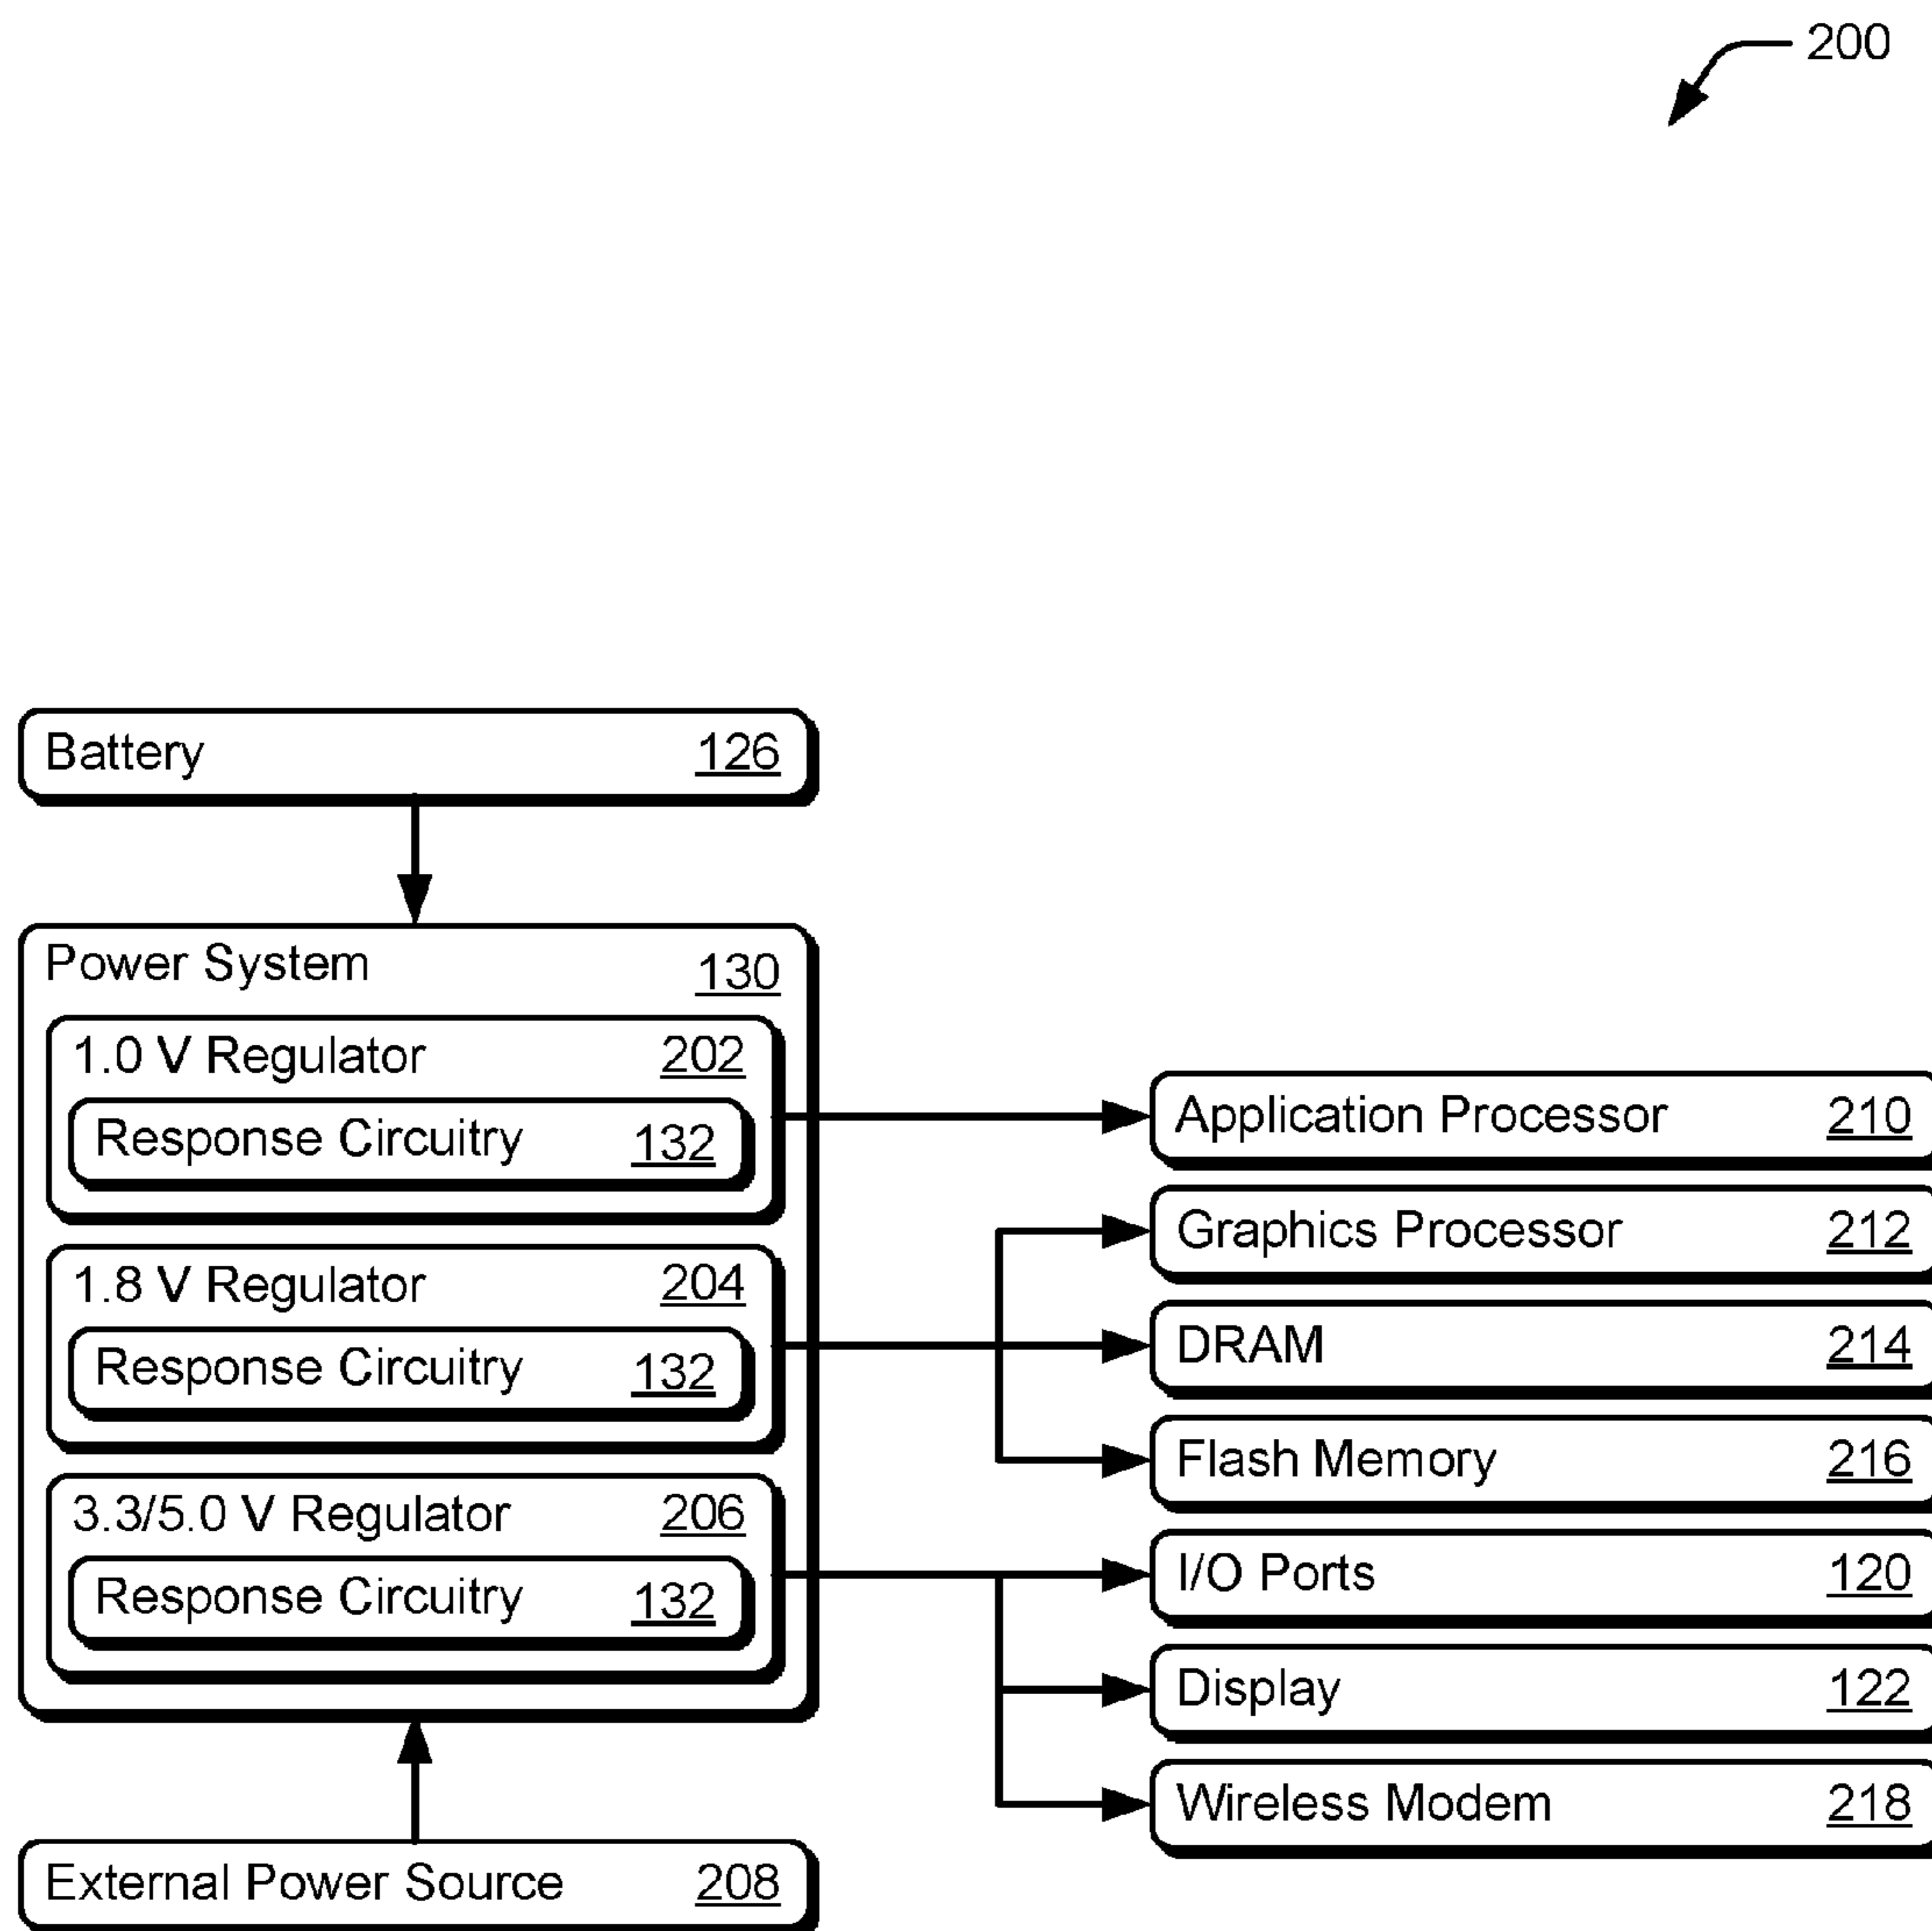 200
Battery 126
Power System 130
1.0 V Regulator 202
Response Circuitry 132
1.8 V Regulator 204
Response Circuitry 132
3.3/5.0 V Regulator 206
Response Circuitry 132
External Power Source 208
Application Processor 210
Graphics Processor 212
DRAM 214
Flash Memory 216
I/O Ports 120
Display 122
Wireless Modem 218